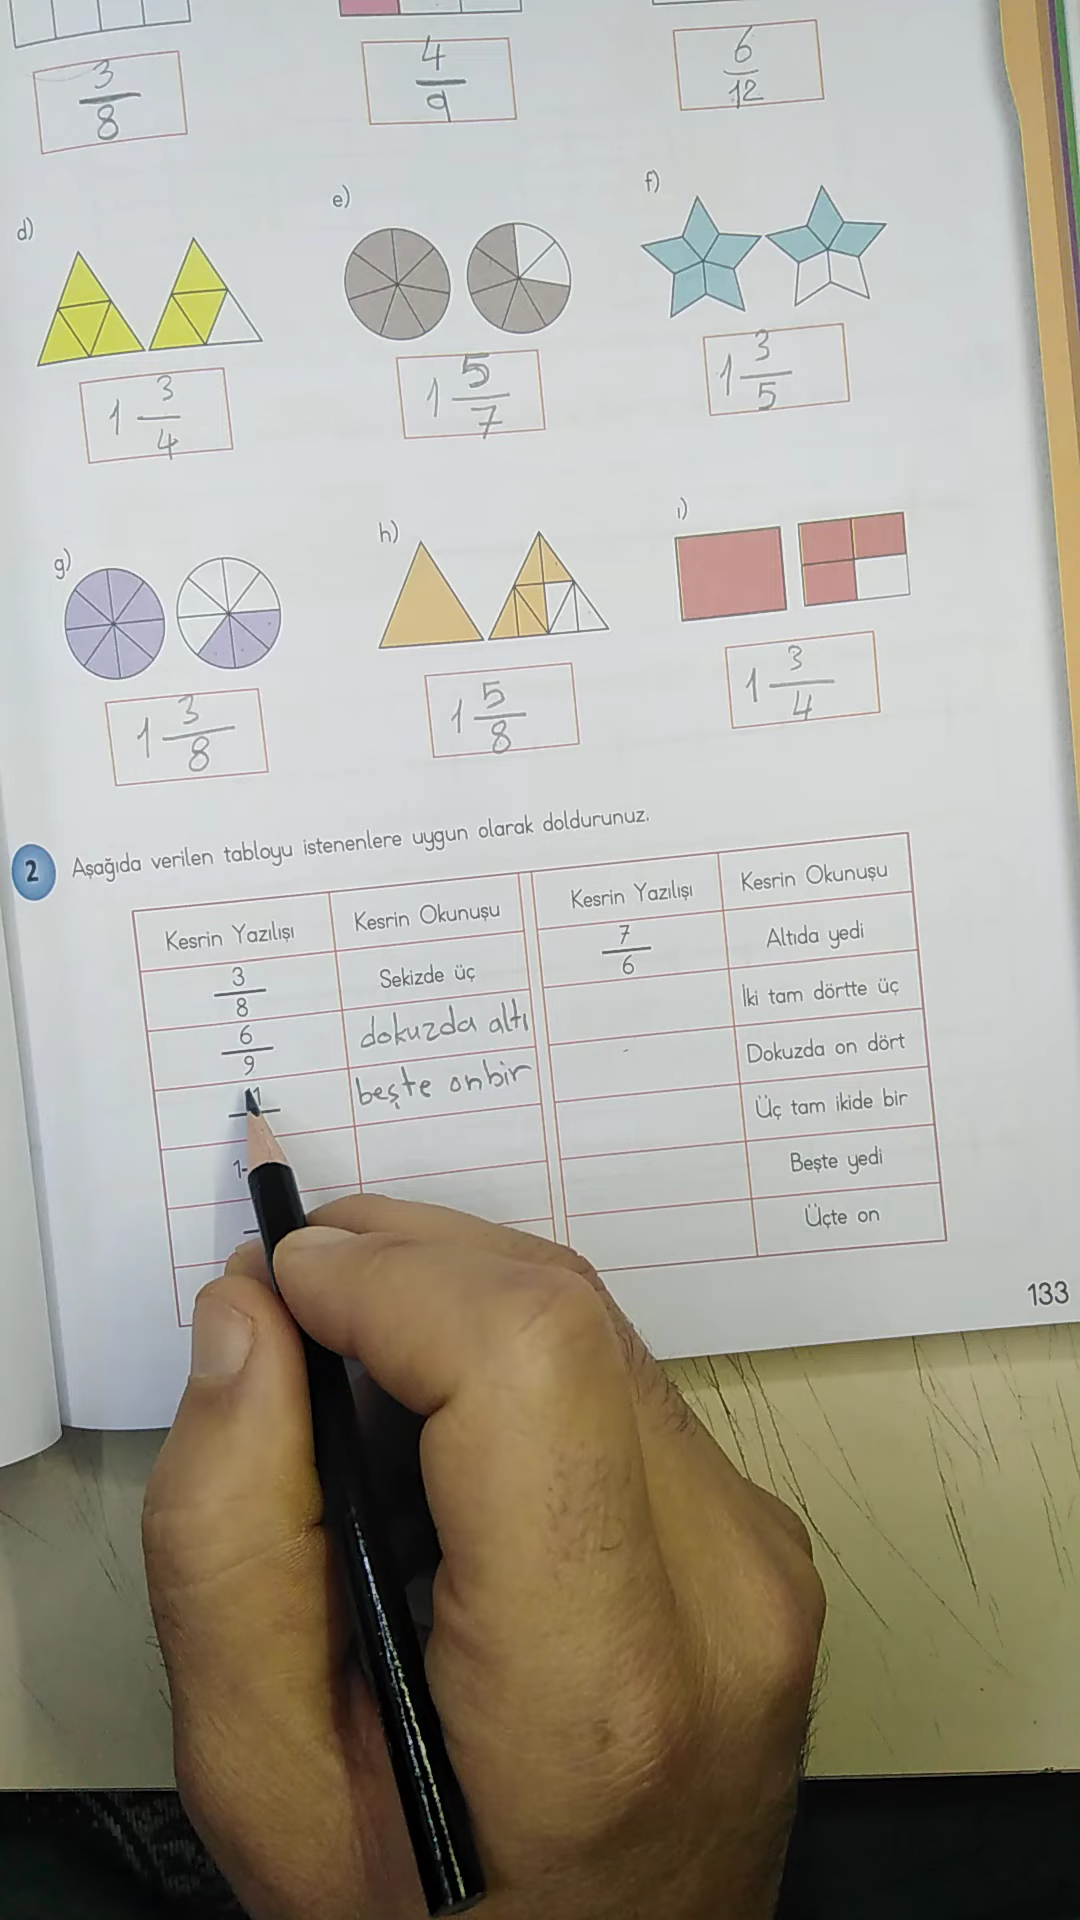 3/8
4/9
6/12
d)
e)
f)
1 3/4
1 5/7
1 3/5
g)
h)
ı)
1 3/8
1 5/8
1 3/4
2 Aşağıda verilen tabloyu istenenlere uygun olarak doldurunuz.
Kesrin Yazılışı Kesrin Okunuşu Kesrin Yazılışı Kesrin Okunuşu
3/8 Sekizde üç 7/6 Altıda yedi
6/9 dokuzda altı İki tam dörtte üç
beşte onbir Dokuzda on dört
Üç tam ikide bir
Beşte yedi
Üçte on
133